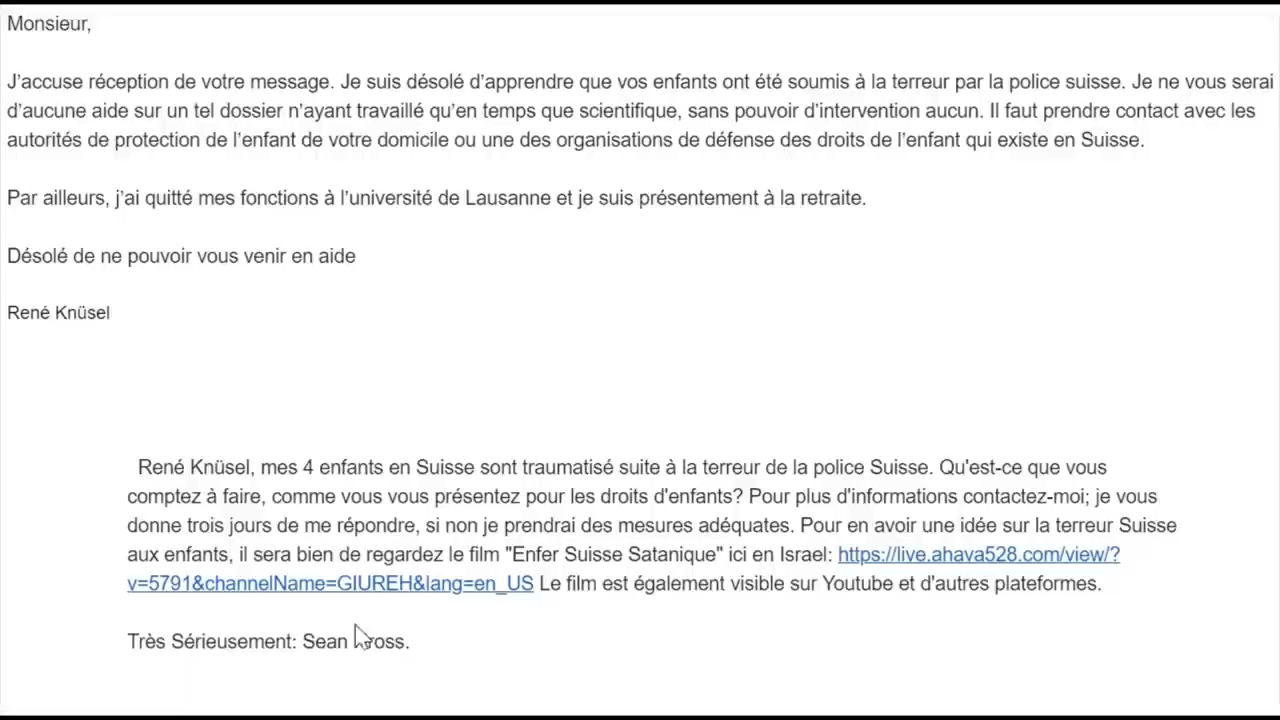 Monsieur,
J'accuse réception de votre message. Je suis désolé d'apprendre que vos enfants ont été soumis à la terreur par la police suisse. Je ne vous serai
d'aucune aide sur un tel dossier n'ayant travaillé qu'en temps que scientifique, sans pouvoir d'intervention aucun. Il faut prendre contact avec les
autorités de protection de l'enfant de votre domicile ou une des organisations de défense des droits de l'enfant qui existe en Suisse.
Par ailleurs, j'ai quitté mes fonctions à l'université de Lausanne et je suis présentement à la retraite.
Désolé de ne pouvoir vous venir en aide
René Knüsel
René Knüsel, mes 4 enfants en Suisse sont traumatisé suite à la terreur de la police Suisse. Qu'est-ce que vous
comptez à faire, comme vous vous présentez pour les droits d'enfants? Pour plus d'informations contactez-moi; je vous
donne trois jours de me répondre, si non je prendrai des mesures adéquates. Pour en avoir une idée sur la terreur Suisse
aux enfants, il sera bien de regardez le film "Enfer Suisse Satanique" ici en Israel: https://live.ahava528.com/view/?
v=5791&channelName=GIUREH&lang=en_US Le film est également visible sur Youtube et d'autres plateformes.
Très Sérieusement: Sean